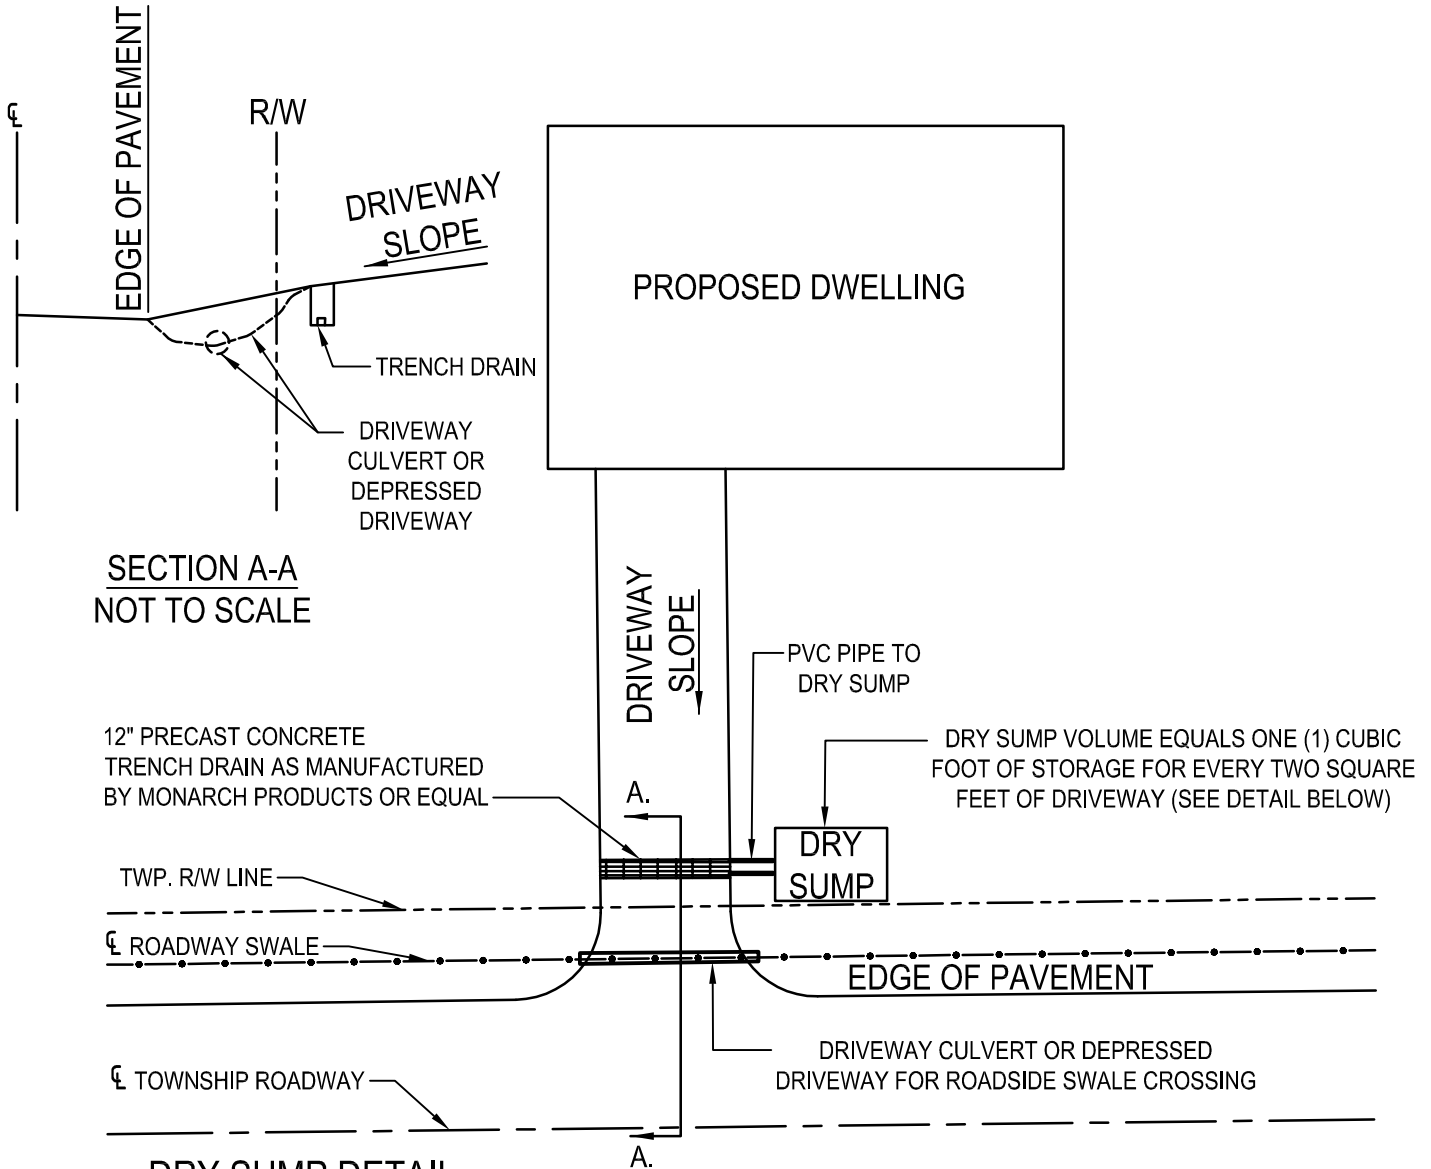 ℄
EDGE OF PAVEMENT
R/W
DRIVEWAY
SLOPE
TRENCH DRAIN
DRIVEWAY
CULVERT OR
DEPRESSED
DRIVEWAY
SECTION A-A
NOT TO SCALE
PROPOSED DWELLING
DRIVEWAY
SLOPE
PVC PIPE TO
DRY SUMP
12" PRECAST CONCRETE
TRENCH DRAIN AS MANUFACTURED
BY MONARCH PRODUCTS OR EQUAL
DRY SUMP VOLUME EQUALS ONE (1) CUBIC
FOOT OF STORAGE FOR EVERY TWO SQUARE
FEET OF DRIVEWAY (SEE DETAIL BELOW)
A.
DRY
SUMP
TWP. R/W LINE
℄ ROADWAY SWALE
EDGE OF PAVEMENT
DRIVEWAY CULVERT OR DEPRESSED
DRIVEWAY FOR ROADSIDE SWALE CROSSING
℄ TOWNSHIP ROADWAY
A.
DRY SUMP DETAIL